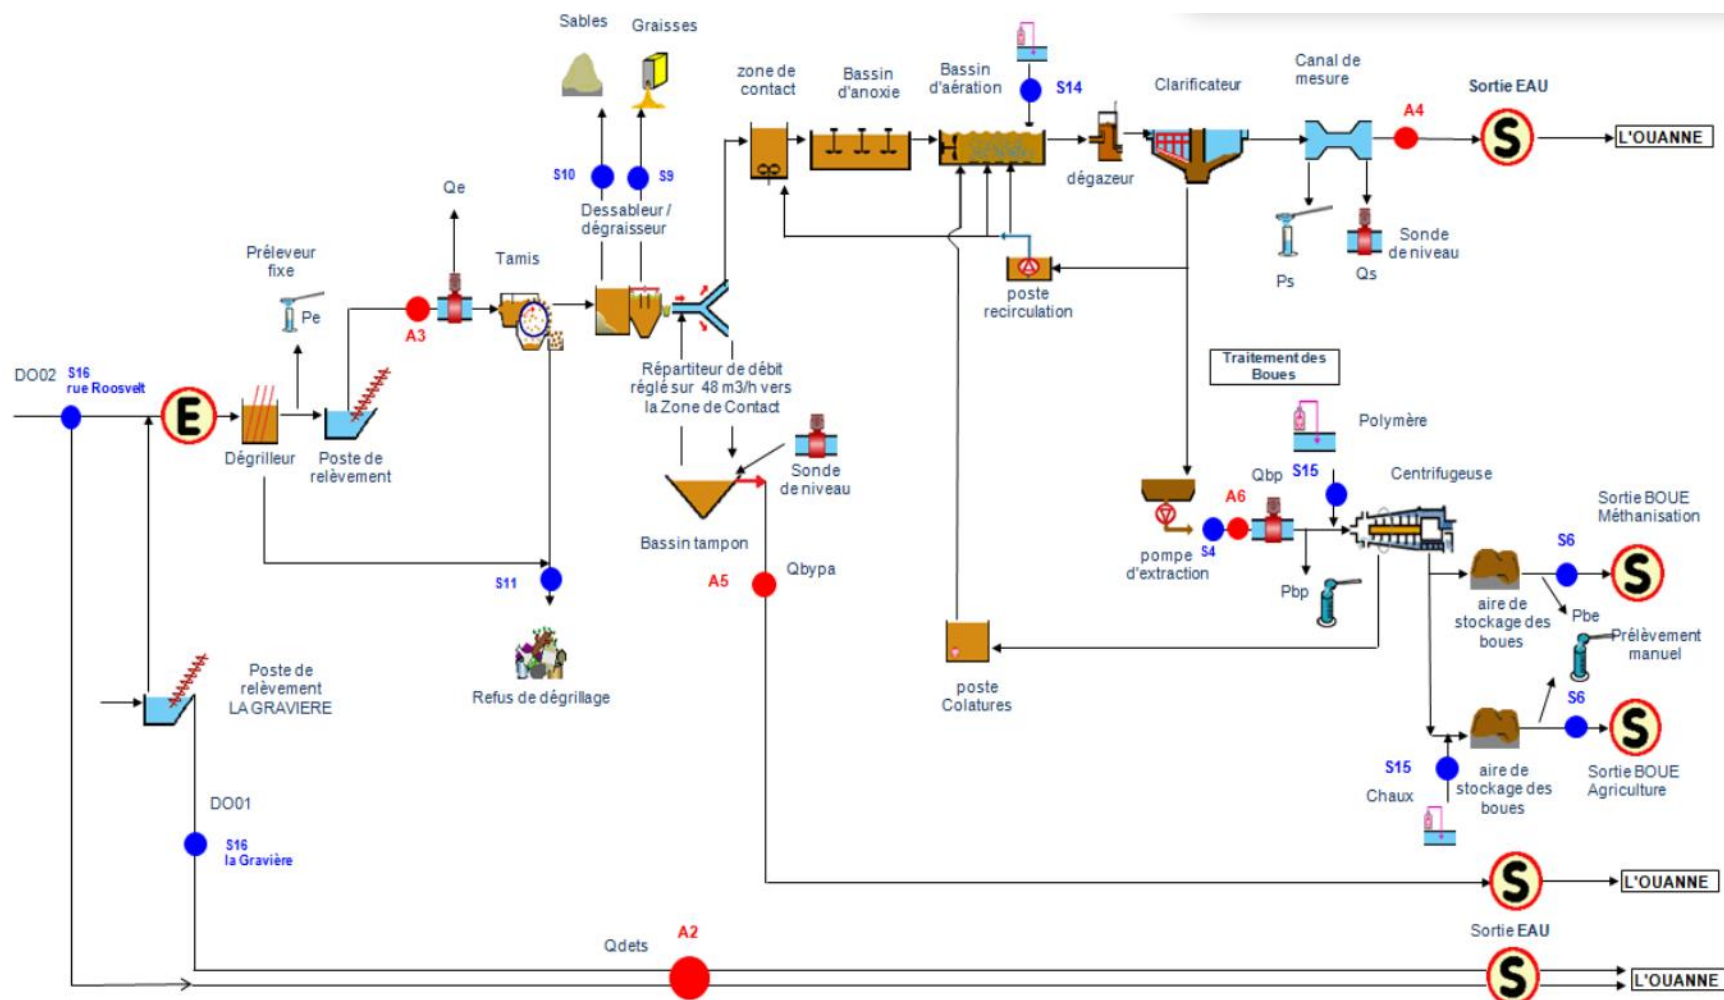 Sables
Graisses
zone de
contact
Bassin
d'anoxie
Bassin
d'aération
S14
Clarificateur
Canal de
mesure
A4
Sortie EAU
S
L'OUANNE
S10
S9
Qe
Dessableur /
dégraisseur
dégazeur
Préleveur
fixe
Pe
Tamis
A3
Ps
Qs
Sonde
de niveau
poste
recirculation
DO02
S16
rue Roosvelt
E
Dégrilleur
Poste de
relèvement
Répartiteur de débit
réglé sur 48 m3/h vers
la Zone de Contact
Sonde
de niveau
Bassin tampon
Traitement des
Boues
Polymère
S15
Qbp
A6
S4
Centrifugeuse
pompe
d'extraction
Pbp
Sortie BOUE
Méthanisation
S6
S
aire de
stockage des
boues
Pbe
Prélèvement
manuel
S11
A5
Qbypa
Refus de dégrillage
Poste de
relèvement
LA GRAVIERE
poste
Colatures
S6
S
S15
Chaux
aire de
stockage des
boues
Sortie BOUE
Agriculture
DO01
S16
la Gravière
S
L'OUANNE
Qdets
A2
Sortie EAU
S
L'OUANNE